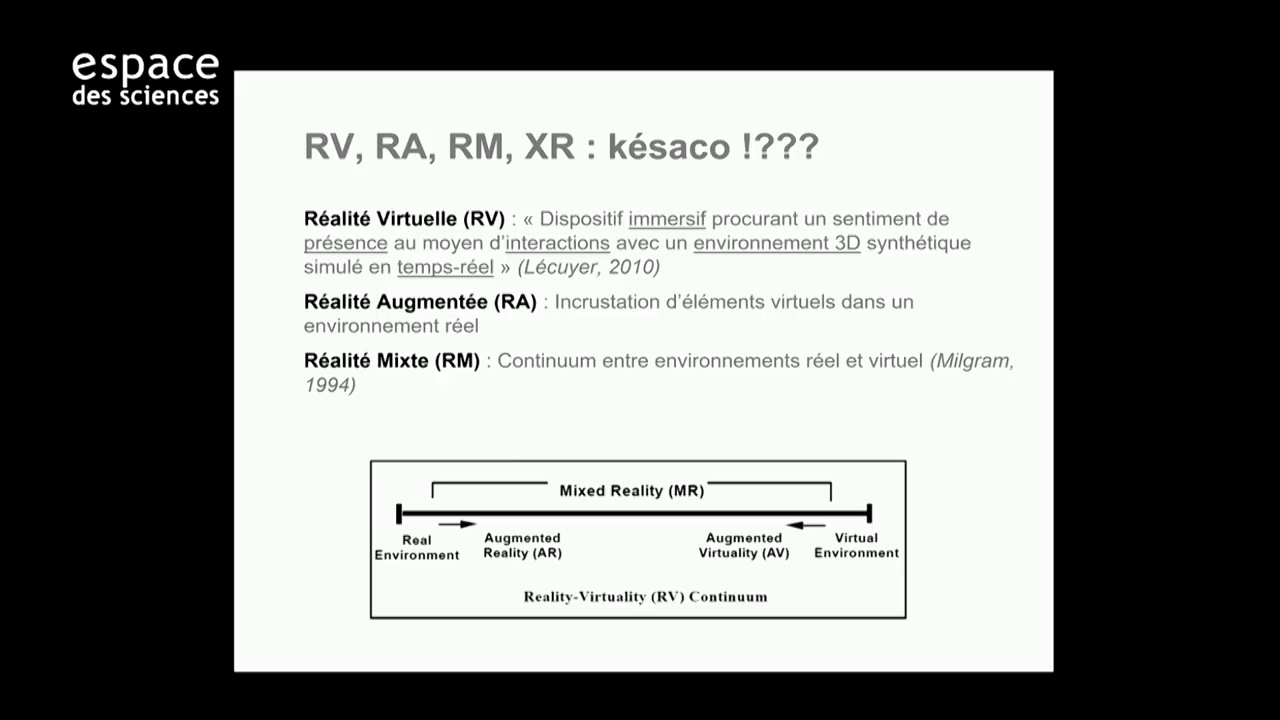 espace
des sciences
RV, RA, RM, XR : késaco !???
Réalité Virtuelle (RV) : « Dispositif immersif procurant un sentiment de
présence au moyen d'interactions avec un environnement 3D synthétique
simulé en temps-réel » (Lécuyer, 2010)
Réalité Augmentée (RA) : Incrustation d'éléments virtuels dans un
environnement réel
Réalité Mixte (RM) : Continuum entre environnements réel et virtuel (Milgram,
1994)
Mixed Reality (MR)
Real
Environment
Augmented
Reality (AR)
Augmented
Virtuality (AV)
Virtual
Environment
Reality-Virtuality (RV) Continuum